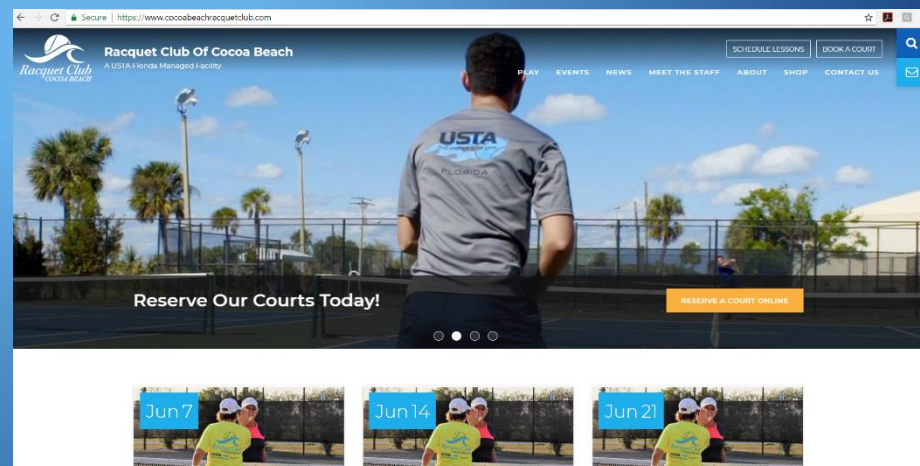 Secure | https://www.cocoabeachracquetclub.com
Racquet Club
COCOA BEACH
Racquet Club Of Cocoa Beach
A USTA Florida Managed Facility
SCHEDULE LESSONS
BOOK A COURT
PLAY EVENTS NEWS MEET THE STAFF ABOUT SHOP CONTACT US
USTA
FLORIDA
Reserve Our Courts Today!
RESERVE A COURT ONLINE
Jun 7
Jun 14
Jun 21